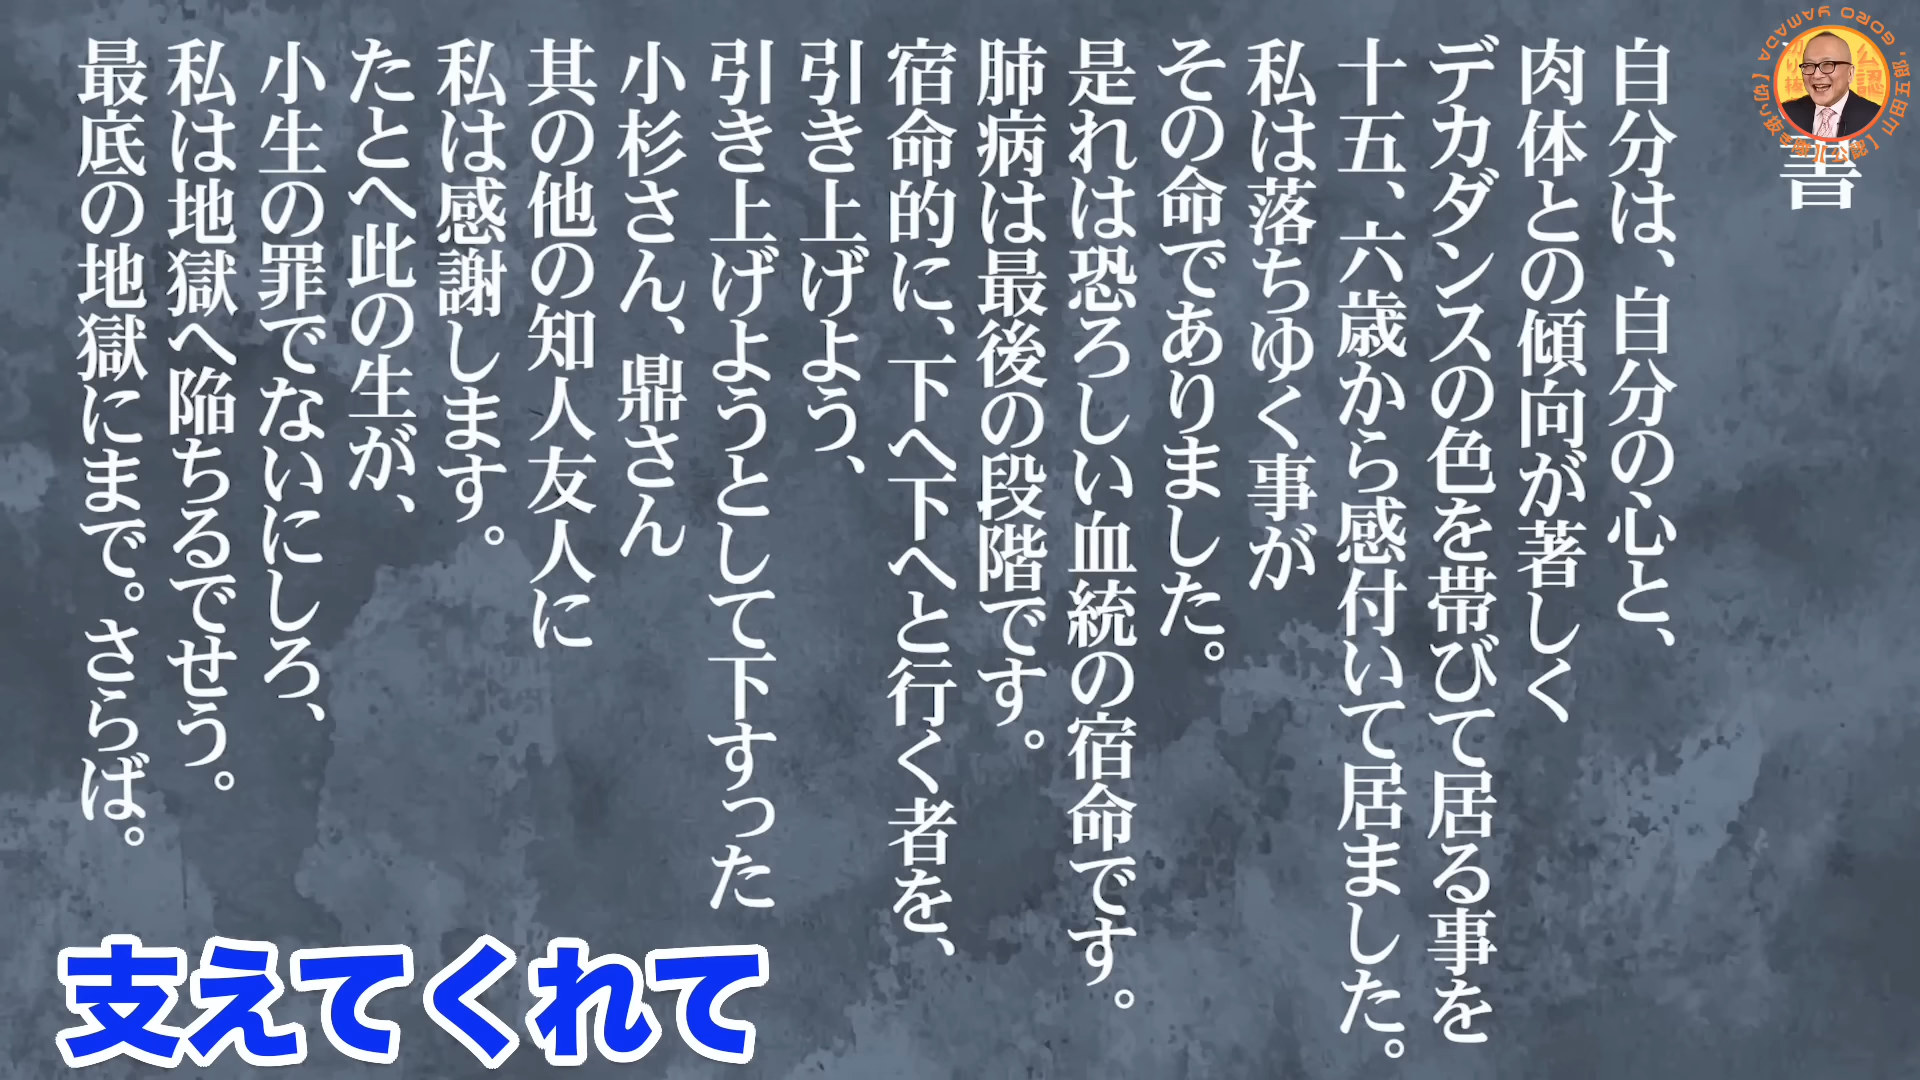 書
自分は、自分の心と、
肉体との傾向が著しく
デカダンスの色を帯びて居る事を
十五、六歳から感付いて居ました。
私は落ちゆく事が
その命でありました。
是れは恐ろしい血統の宿命です。
肺病は最後の段階です。
宿命的に、下へ下へと行く者を、
引き上げよう、
引き上げようとして下すった
小杉さん、鼎さん
其の他の知人友人に
私は感謝します。
たとへ此の生が、
小生の罪でないにしろ、
私は地獄へ陥ちるでせう。
最底の地獄にまで。さらば。
支えてくれて
GORO YAMADA【切り抜き」公認】